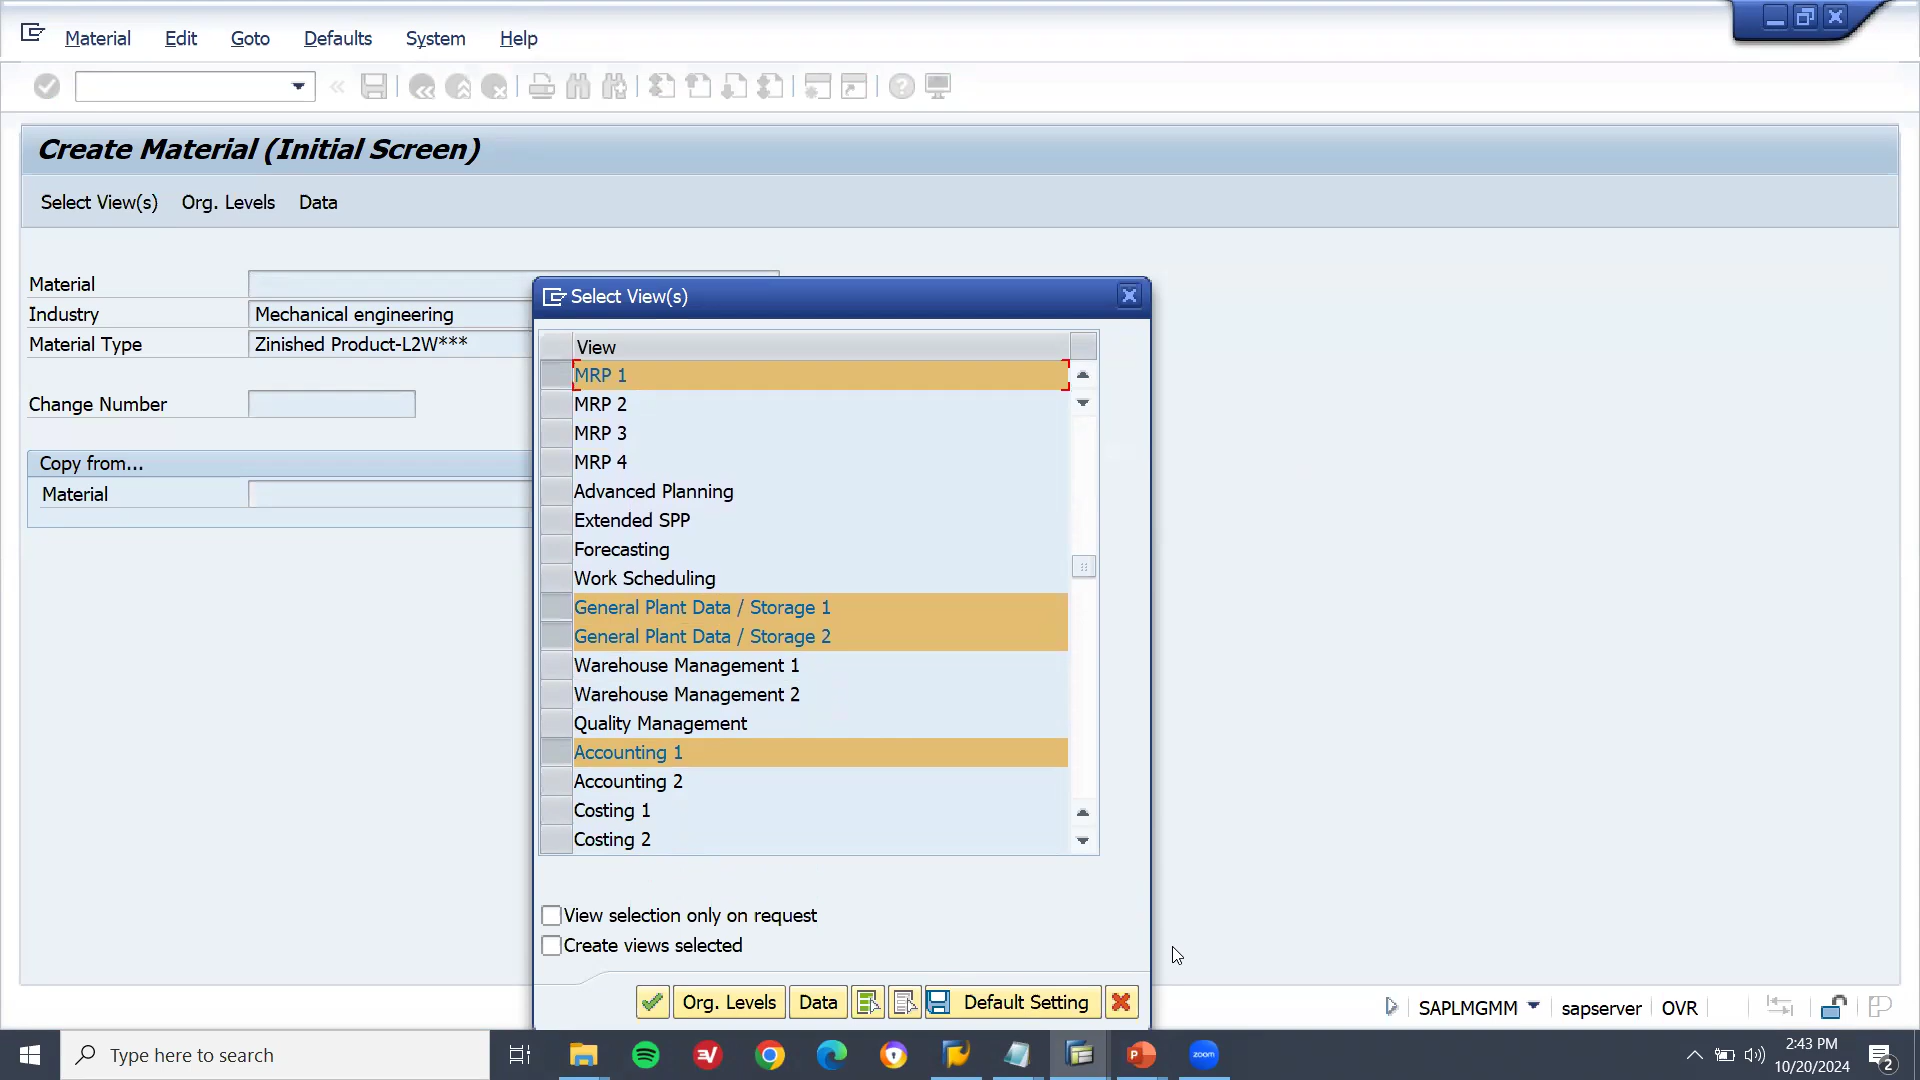 Material Edit Goto Defaults System Help
Create Material (Initial Screen)
Select View(s) Org. Levels Data
Material
Industry Mechanical engineering
Material Type Zinished Product-L2W***
Change Number
Copy from...
Material
Select View(s)
View
MRP 1
MRP 2
MRP 3
MRP 4
Advanced Planning
Extended SPP
Forecasting
Work Scheduling
General Plant Data / Storage 1
General Plant Data / Storage 2
Warehouse Management 1
Warehouse Management 2
Quality Management
Accounting 1
Accounting 2
Costing 1
Costing 2
View selection only on request
Create views selected
Org. Levels Data Default Setting
SAPLMGMM sapserver OVR
Type here to search
zoom
2:43 PM
10/20/2024
2